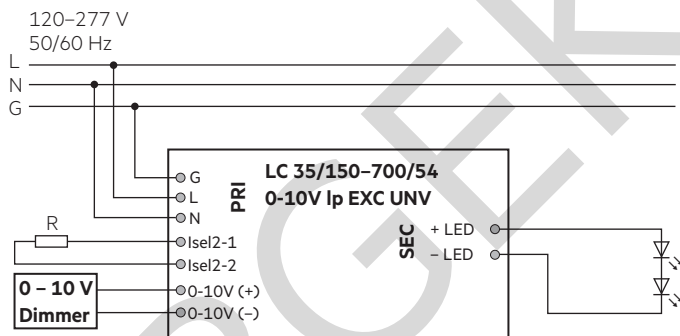 120–277 V
50/60 Hz
L
N
G
LC 35/150–700/54
0-10V lp EXC UNV
PRI
G
L
N
Isel2-1
Isel2-2
0-10V (+)
0-10V (−)
R
0 – 10 V
Dimmer
SEC
+ LED
− LED